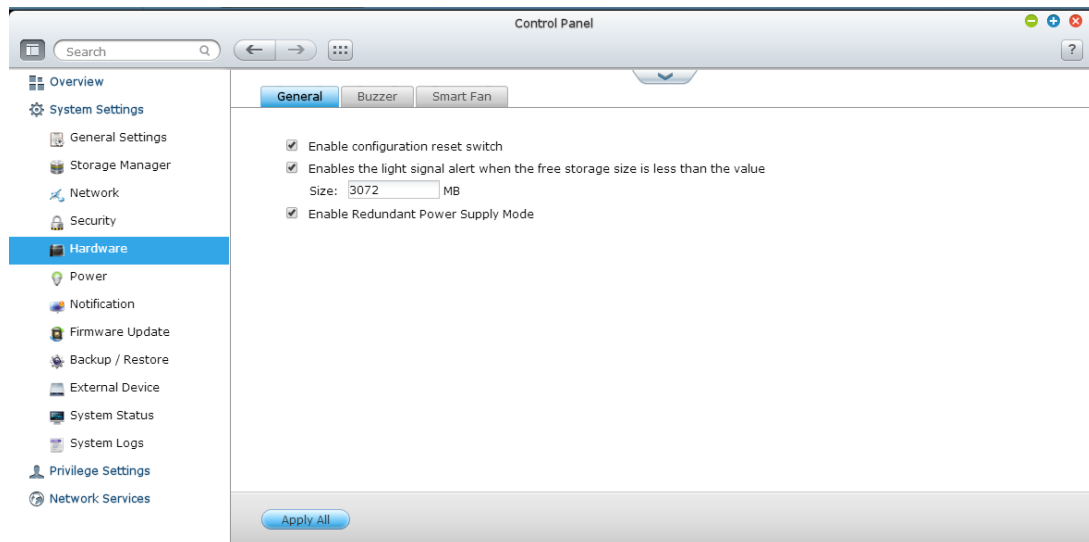 Control Panel
Search
?
Overview
System Settings
General Settings
Storage Manager
Network
Security
Hardware
Power
Notification
Firmware Update
Backup / Restore
External Device
System Status
System Logs
Privilege Settings
Network Services
General Buzzer Smart Fan
Enable configuration reset switch
Enables the light signal alert when the free storage size is less than the value
Size: 3072 MB
Enable Redundant Power Supply Mode
Apply All